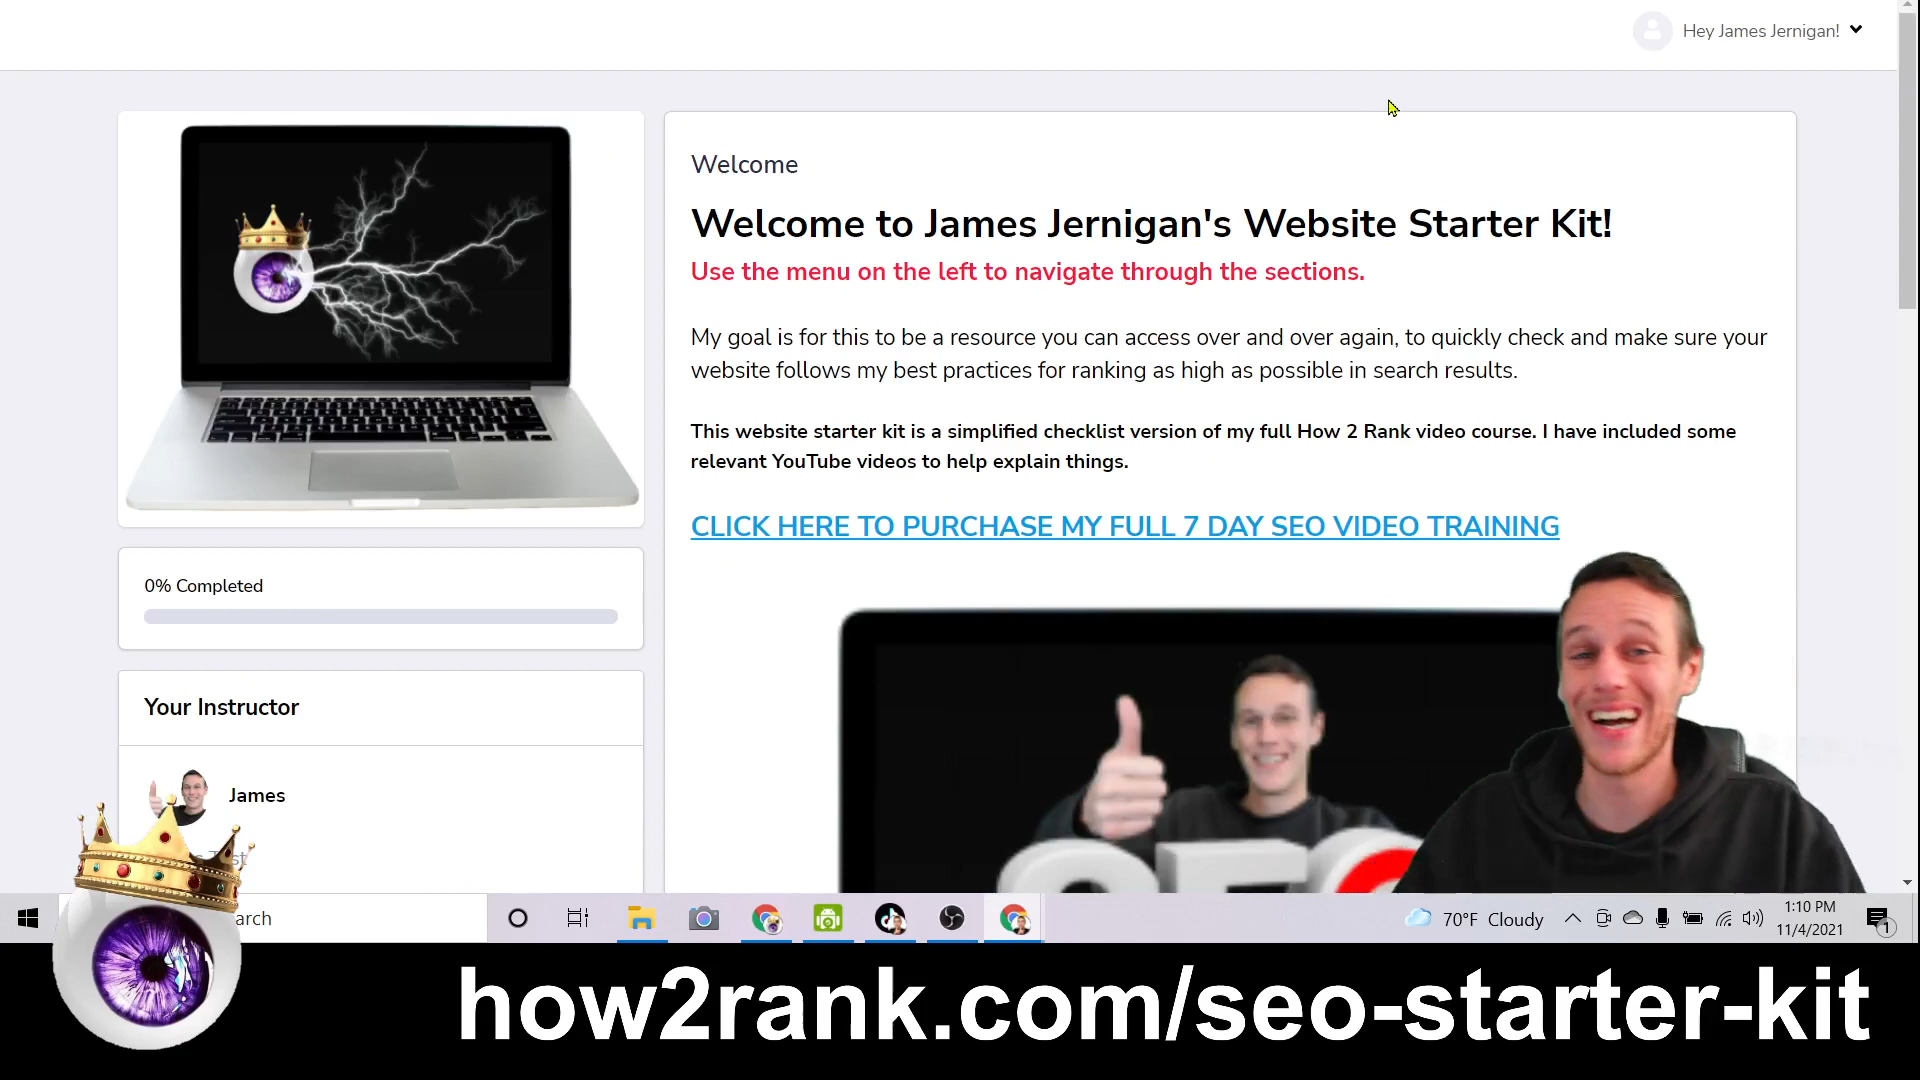 Hey James Jernigan!
Welcome
Welcome to James Jernigan's Website Starter Kit!
Use the menu on the left to navigate through the sections.
My goal is for this to be a resource you can access over and over again, to quickly check and make sure your
website follows my best practices for ranking as high as possible in search results.
This website starter kit is a simplified checklist version of my full How 2 Rank video course. I have included some
relevant YouTube videos to help explain things.
CLICK HERE TO PURCHASE MY FULL 7 DAY SEO VIDEO TRAINING
0% Completed
Your Instructor
James
arch
70°F Cloudy
1:10 PM
11/4/2021
1
how2rank.com/seo-starter-kit